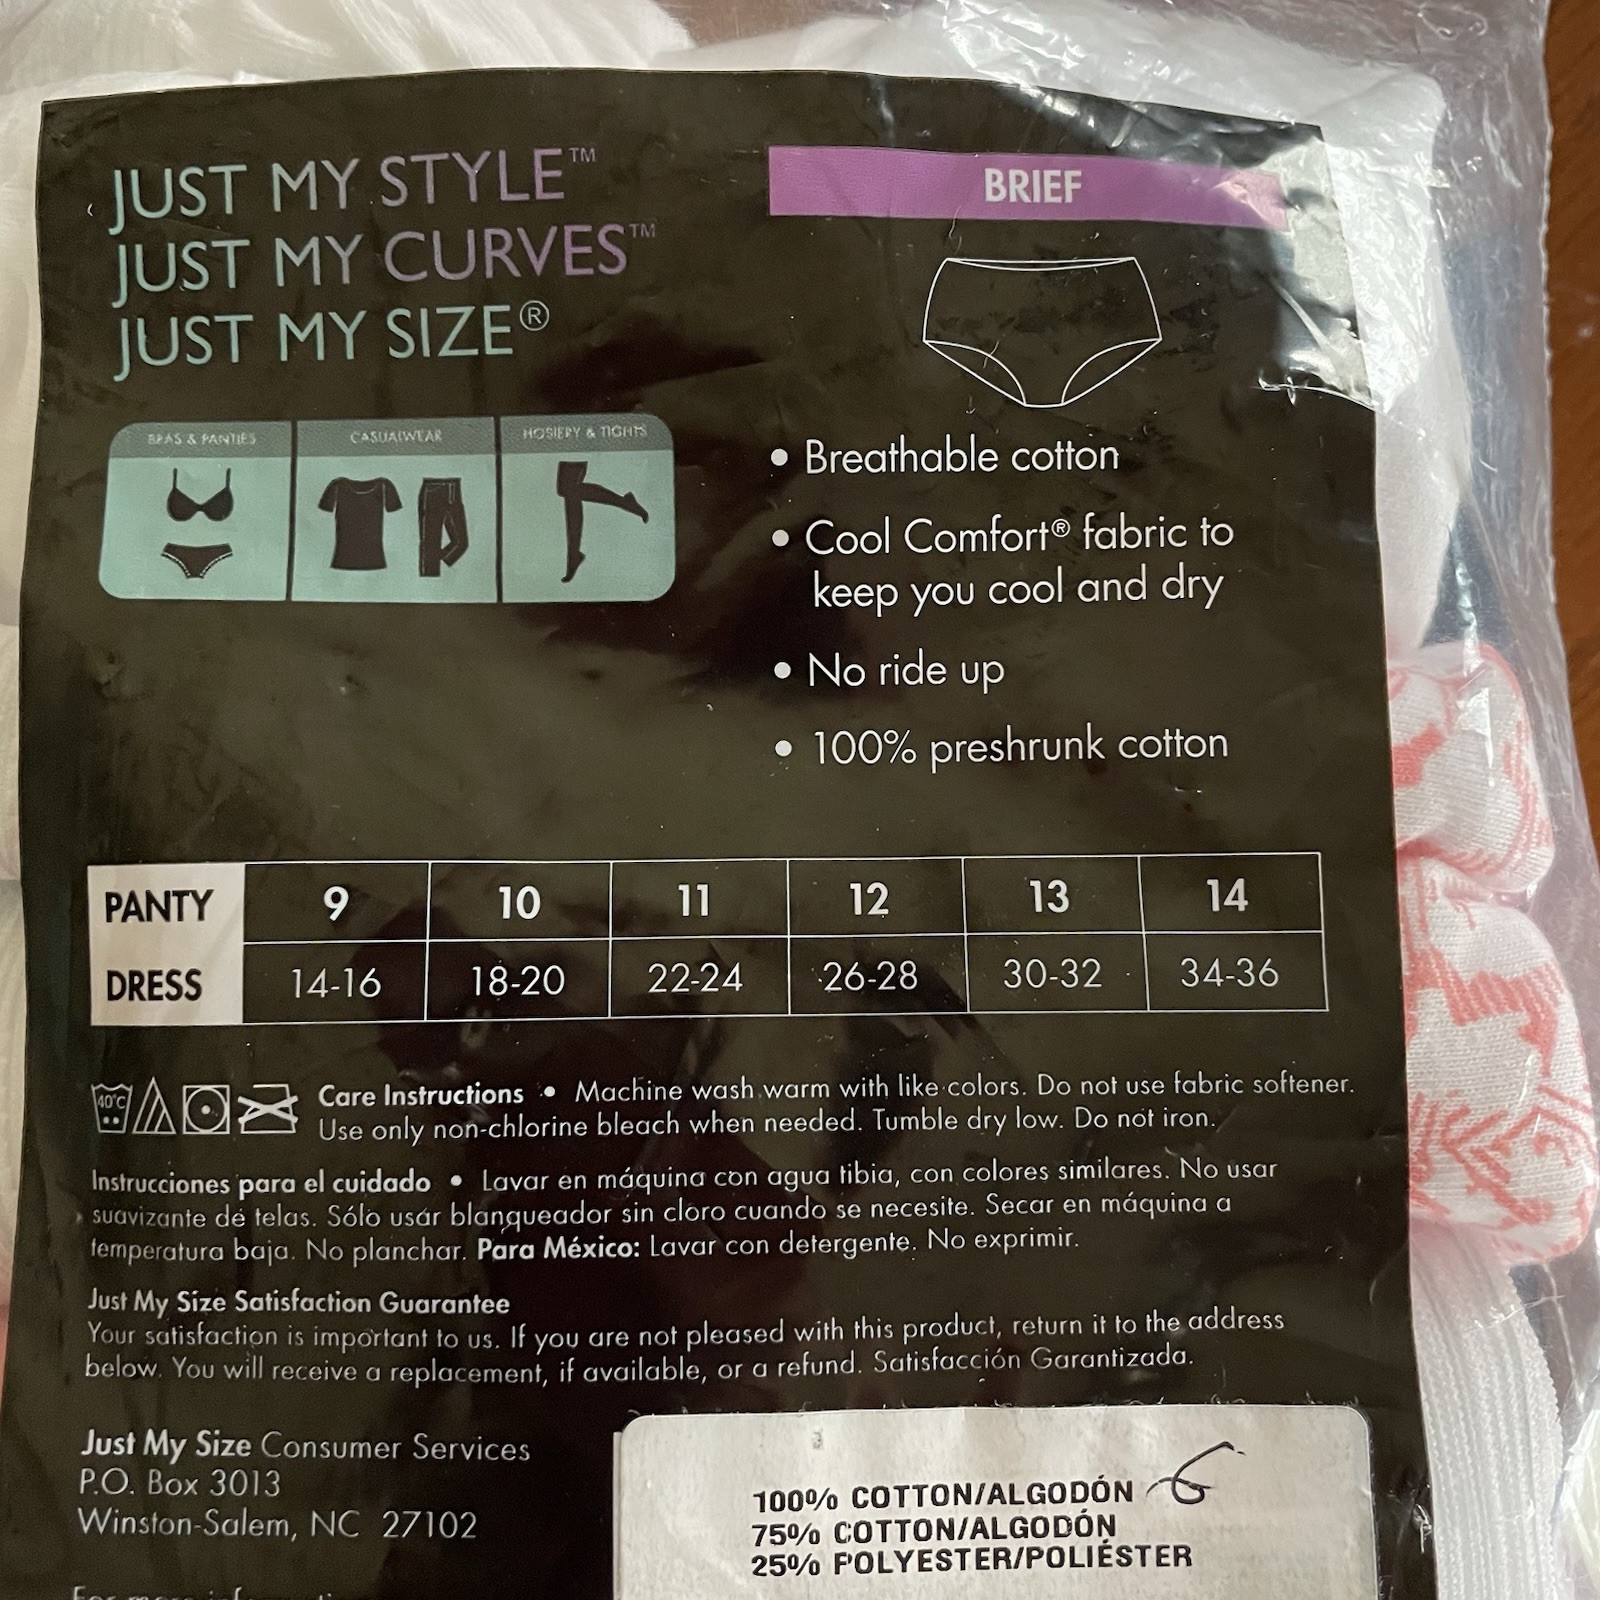 JUST MY STYLE™
JUST MY CURVES™
JUST MY SIZE®
BRAS & PANTIES
CASUALWEAR
HOSIERY & TIGHTS
BRIEF
• Breathable cotton
• Cool Comfort® fabric to
keep you cool and dry
• No ride up
• 100% preshrunk cotton
PANTY 9 10 11 12 13 14
DRESS 14-16 18-20 22-24 26-28 30-32 34-36
40°C
Care Instructions • Machine wash warm with like colors. Do not use fabric softener.
Use only non-chlorine bleach when needed. Tumble dry low. Do not iron.
Instrucciones para el cuidado • Lavar en máquina con agua tibia, con colores similares. No usar
suavizante de telas. Sólo usar blanqueador sin cloro cuando se necesite. Secar en máquina a
temperatura baja. No planchar. Para México: Lavar con detergente. No exprimir.
Just My Size Satisfaction Guarantee
Your satisfaction is important to us. If you are not pleased with this product, return it to the address
below. You will receive a replacement, if available, or a refund. Satisfacción Garantizada.
Just My Size Consumer Services
P.O. Box 3013
Winston-Salem, NC 27102
For more
100% COTTON/ALGODÓN
75% COTTON/ALGODÓN
25% POLYESTER/POLIÉSTER